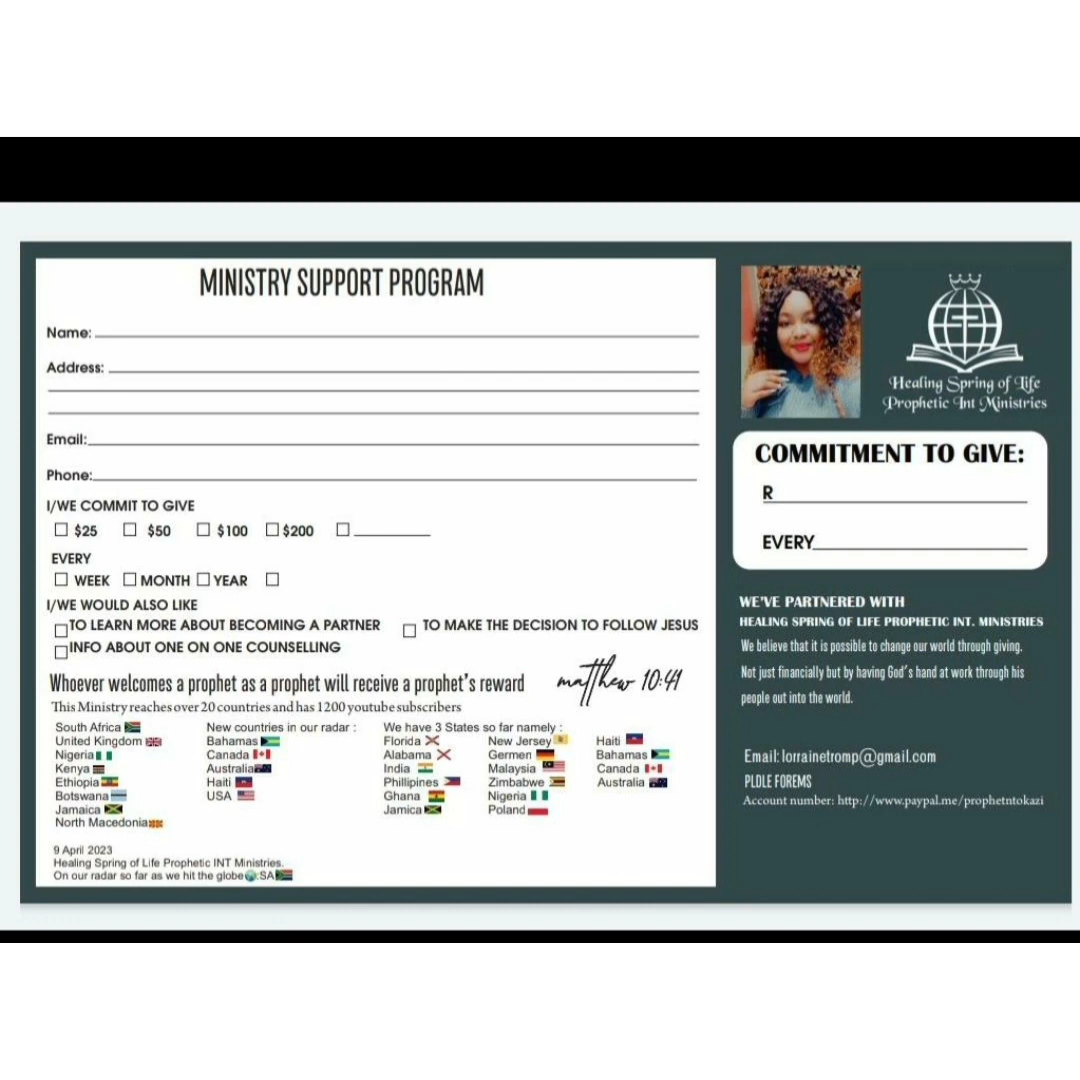 MINISTRY SUPPORT PROGRAM
Name:
Address:
Email:
Phone:
I/WE COMMIT TO GIVE
$25 $50 $100 $200
EVERY
WEEK MONTH YEAR
I/WE WOULD ALSO LIKE
TO LEARN MORE ABOUT BECOMING A PARTNER TO MAKE THE DECISION TO FOLLOW JESUS
INFO ABOUT ONE ON ONE COUNSELLING
Whoever welcomes a prophet as a prophet will receive a prophet's reward matthew 10:41
This Ministry reaches over 20 countries and has 1200 youtube subscribers
South Africa
United Kingdom
Nigeria
Kenya
Ethiopia
Botswana
Jamaica
North Macedonia
New countries in our radar :
Bahamas
Canada
Australia
Haiti
USA
We have 3 States so far namely :
Florida
Alabama
India
Phillipines
Ghana
Jamica
New Jersey
Germen
Malaysia
Zimbabwe
Nigeria
Poland
Haiti
Bahamas
Canada
Australia
9 April 2023
Healing Spring of Life Prophetic INT Ministries.
On our radar so far as we hit the globe :SA
Healing Spring of Life
Prophetic Int Ministries
COMMITMENT TO GIVE:
R
EVERY
WE'VE PARTNERED WITH
HEALING SPRING OF LIFE PROPHETIC INT. MINISTRIES
We believe that it is possible to change our world through giving.
Not just financially but by having God's hand at work through his
people out into the world.
Email: lorrainetromp@gmail.com
PLDLE FOREMS
Account number: http://www.paypal.me/prophetntokazi